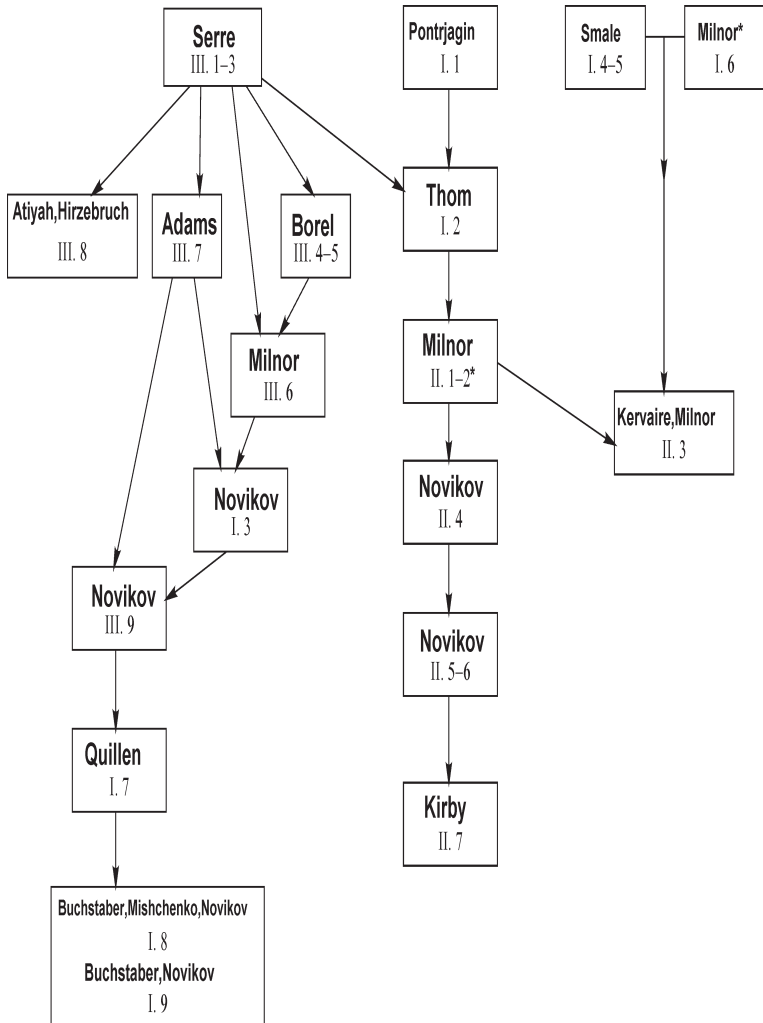 Serre
III. 1–3
Pontrjagin
I. 1
Smale
I. 4–5
Milnor*
I. 6
Atiyah,Hirzebruch
III. 8
Adams
III. 7
Borel
III. 4–5
Thom
I. 2
Milnor
III. 6
Milnor
II. 1–2*
Kervaire,Milnor
II. 3
Novikov
I. 3
Novikov
II. 4
Novikov
III. 9
Novikov
II. 5–6
Quillen
I. 7
Kirby
II. 7
Buchstaber,Mishchenko,Novikov
I. 8
Buchstaber,Novikov
I. 9